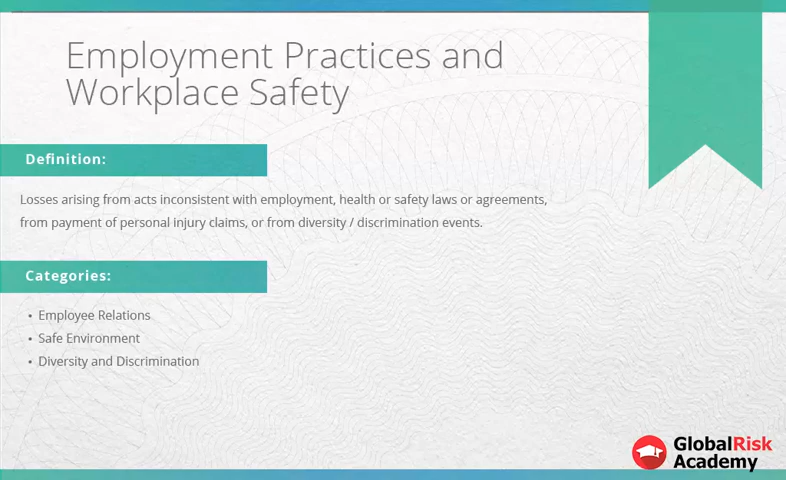 Employment Practices and
Workplace Safety
Definition:
Losses arising from acts inconsistent with employment, health or safety laws or agreements,
from payment of personal injury claims, or from diversity / discrimination events.
Categories:
• Employee Relations
• Safe Environment
• Diversity and Discrimination
GlobalRisk
Academy